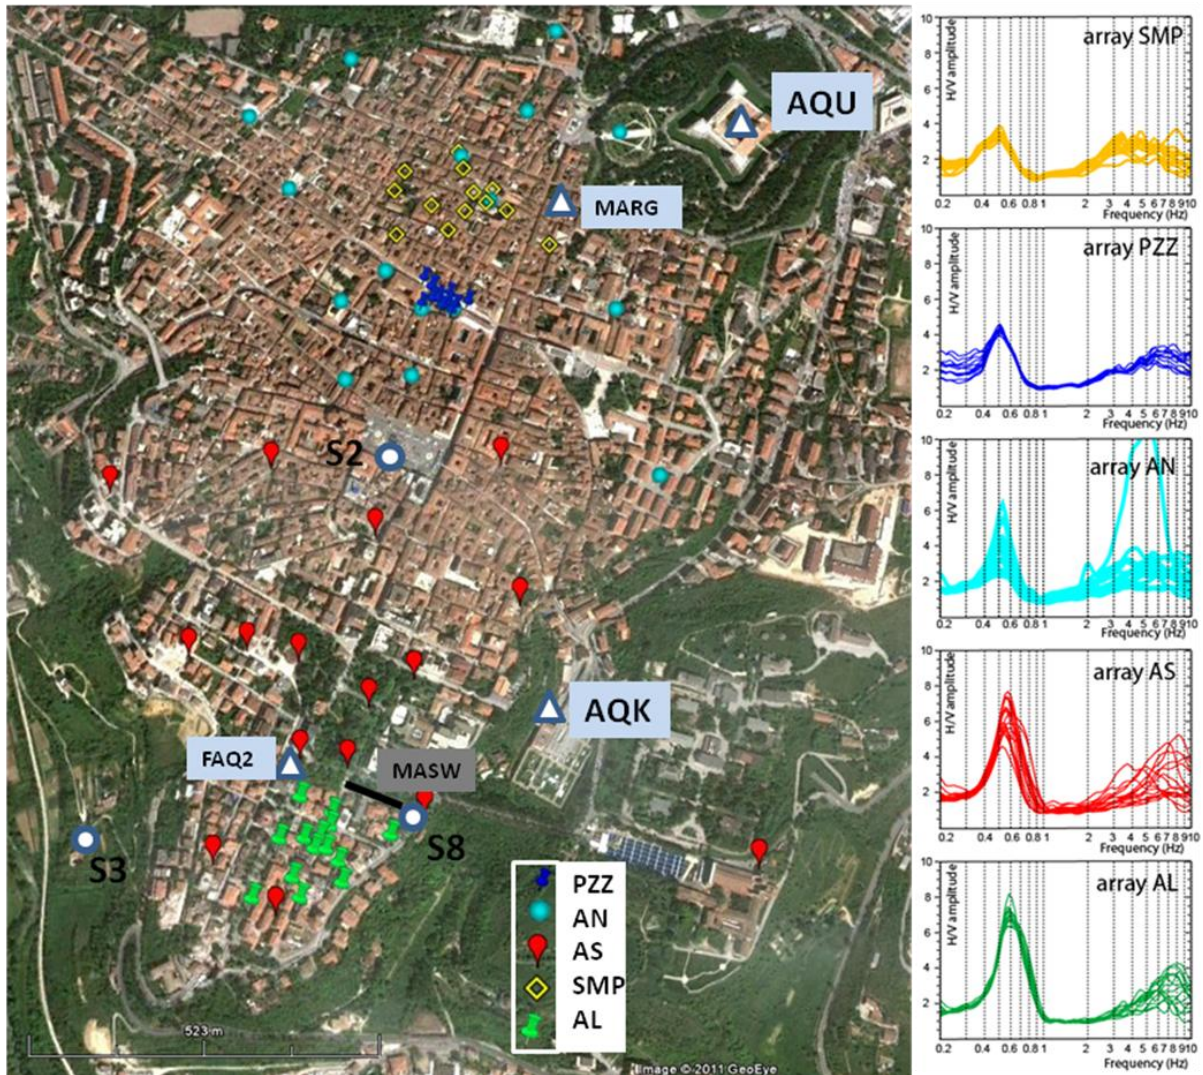 AQU
MARG
S2
AQK
FAQ2
MASW
S3
S8
PZZ
AN
AS
SMP
AL
523 m
Image © 2011 GeoEye
array SMP
H/V amplitude
10
8
6
4
2
0.2 0.4 0.6 0.8 1 2 3 4 5 6 7 8 9 10
Frequency (Hz)
array PZZ
H/V amplitude
10
8
6
4
2
0.2 0.4 0.6 0.8 1 2 3 4 5 6 7 8 9 10
Frequency (Hz)
array AN
H/V amplitude
10
8
6
4
2
0.2 0.4 0.6 0.8 1 2 3 4 5 6 7 8 9 10
Frequency (Hz)
array AS
H/V amplitude
10
8
6
4
2
0.2 0.4 0.6 0.8 1 2 3 4 5 6 7 8 9 10
Frequency (Hz)
array AL
H/V amplitude
10
8
6
4
2
0.2 0.4 0.6 0.8 1 2 3 4 5 6 7 8 9 10
Frequency (Hz)